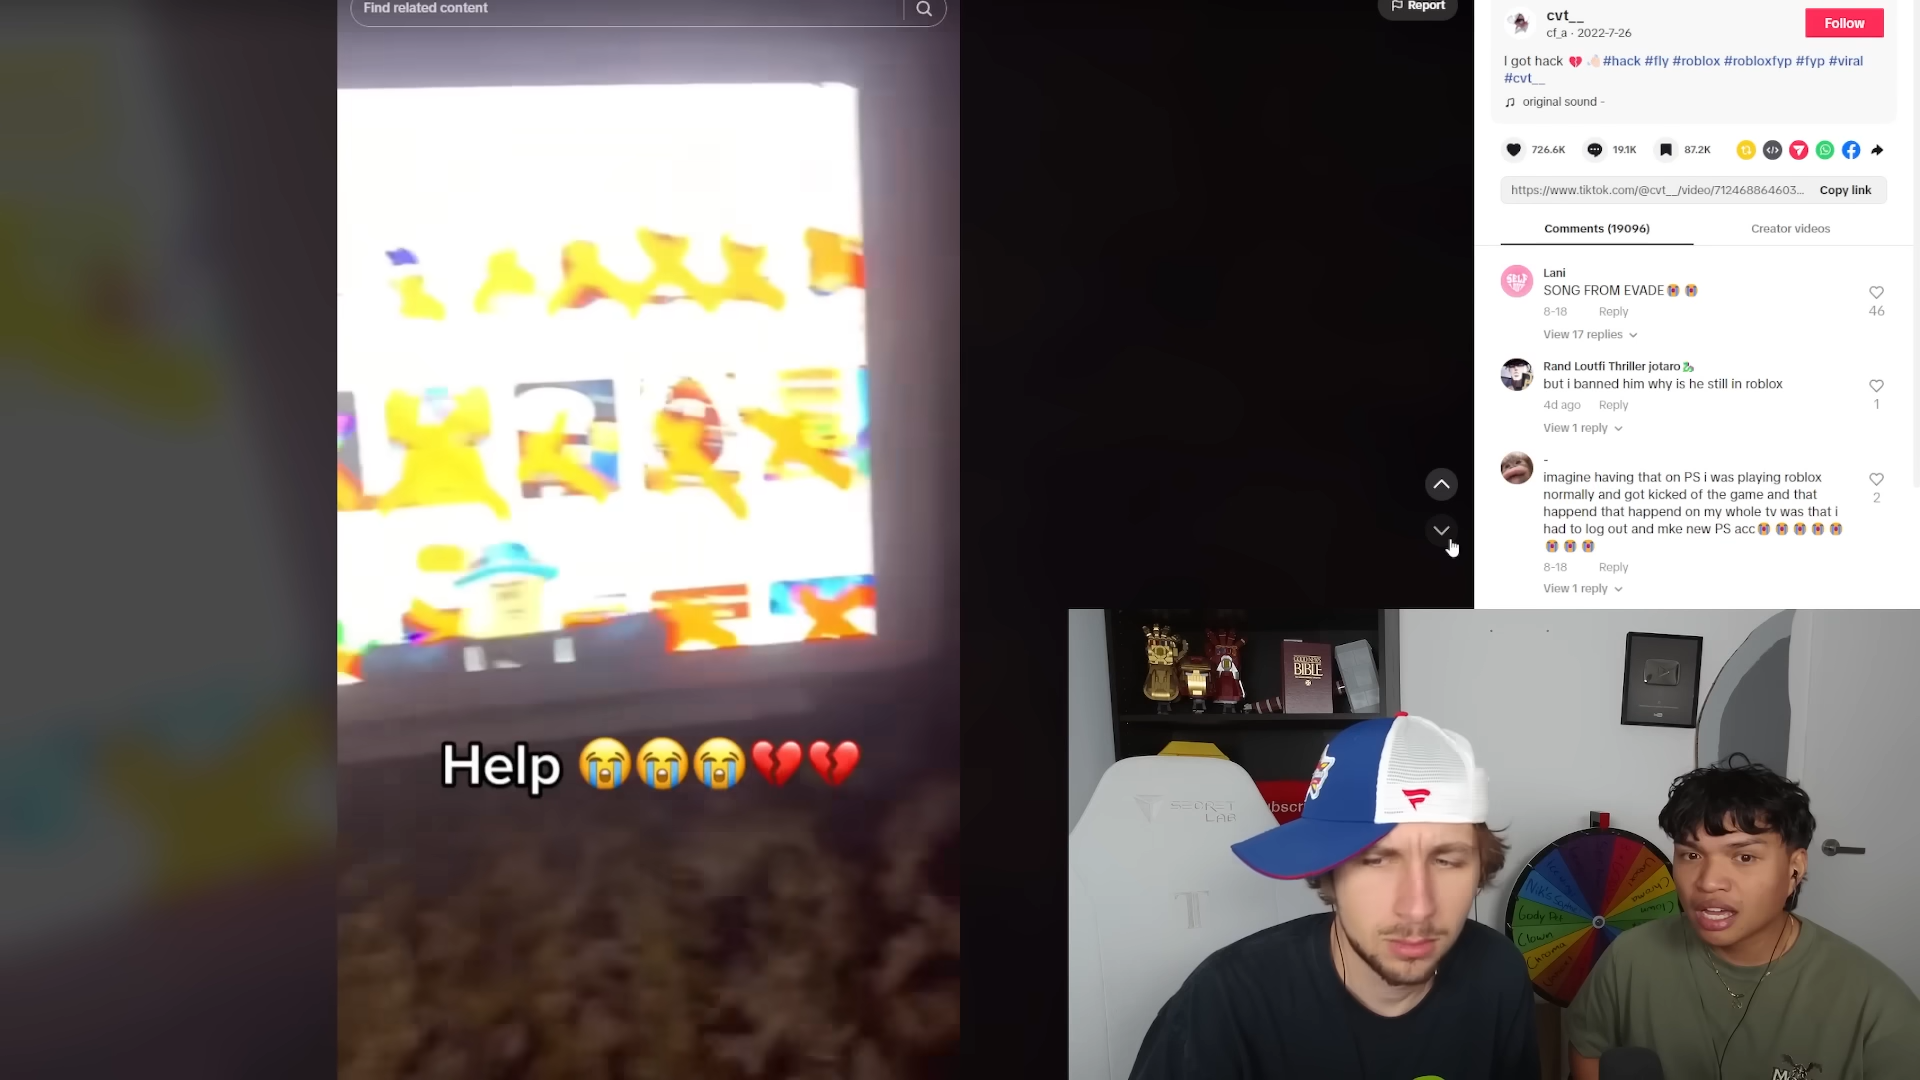 Find related content
Report
cvt__
cf_a · 2022-7-26
Follow
I got hack 💔 👍🏻 #hack #fly #roblox #robloxfyp #fyp #viral
#cvt__
original sound -
726.6K
19.1K
87.2K
https://www.tiktok.com/@cvt__/video/712468864603...
Copy link
Comments (19096)
Creator videos
Lani
SONG FROM EVADE😭 😭
8-18
Reply
46
View 17 replies
Rand Loutfi Thriller jotaro🐍
but i banned him why is he still in roblox
4d ago
Reply
1
View 1 reply
-
imagine having that on PS i was playing roblox
normally and got kicked of the game and that
happend that happend on my whole tv was that i
had to log out and mke new PS acc😭 😭 😭 😭 😭
😭 😭 😭
2
8-18
Reply
View 1 reply
Help 😭😭😭💔💔
GOOD NEWS
BIBLE
SECRET
LAB
Clown
Chroma